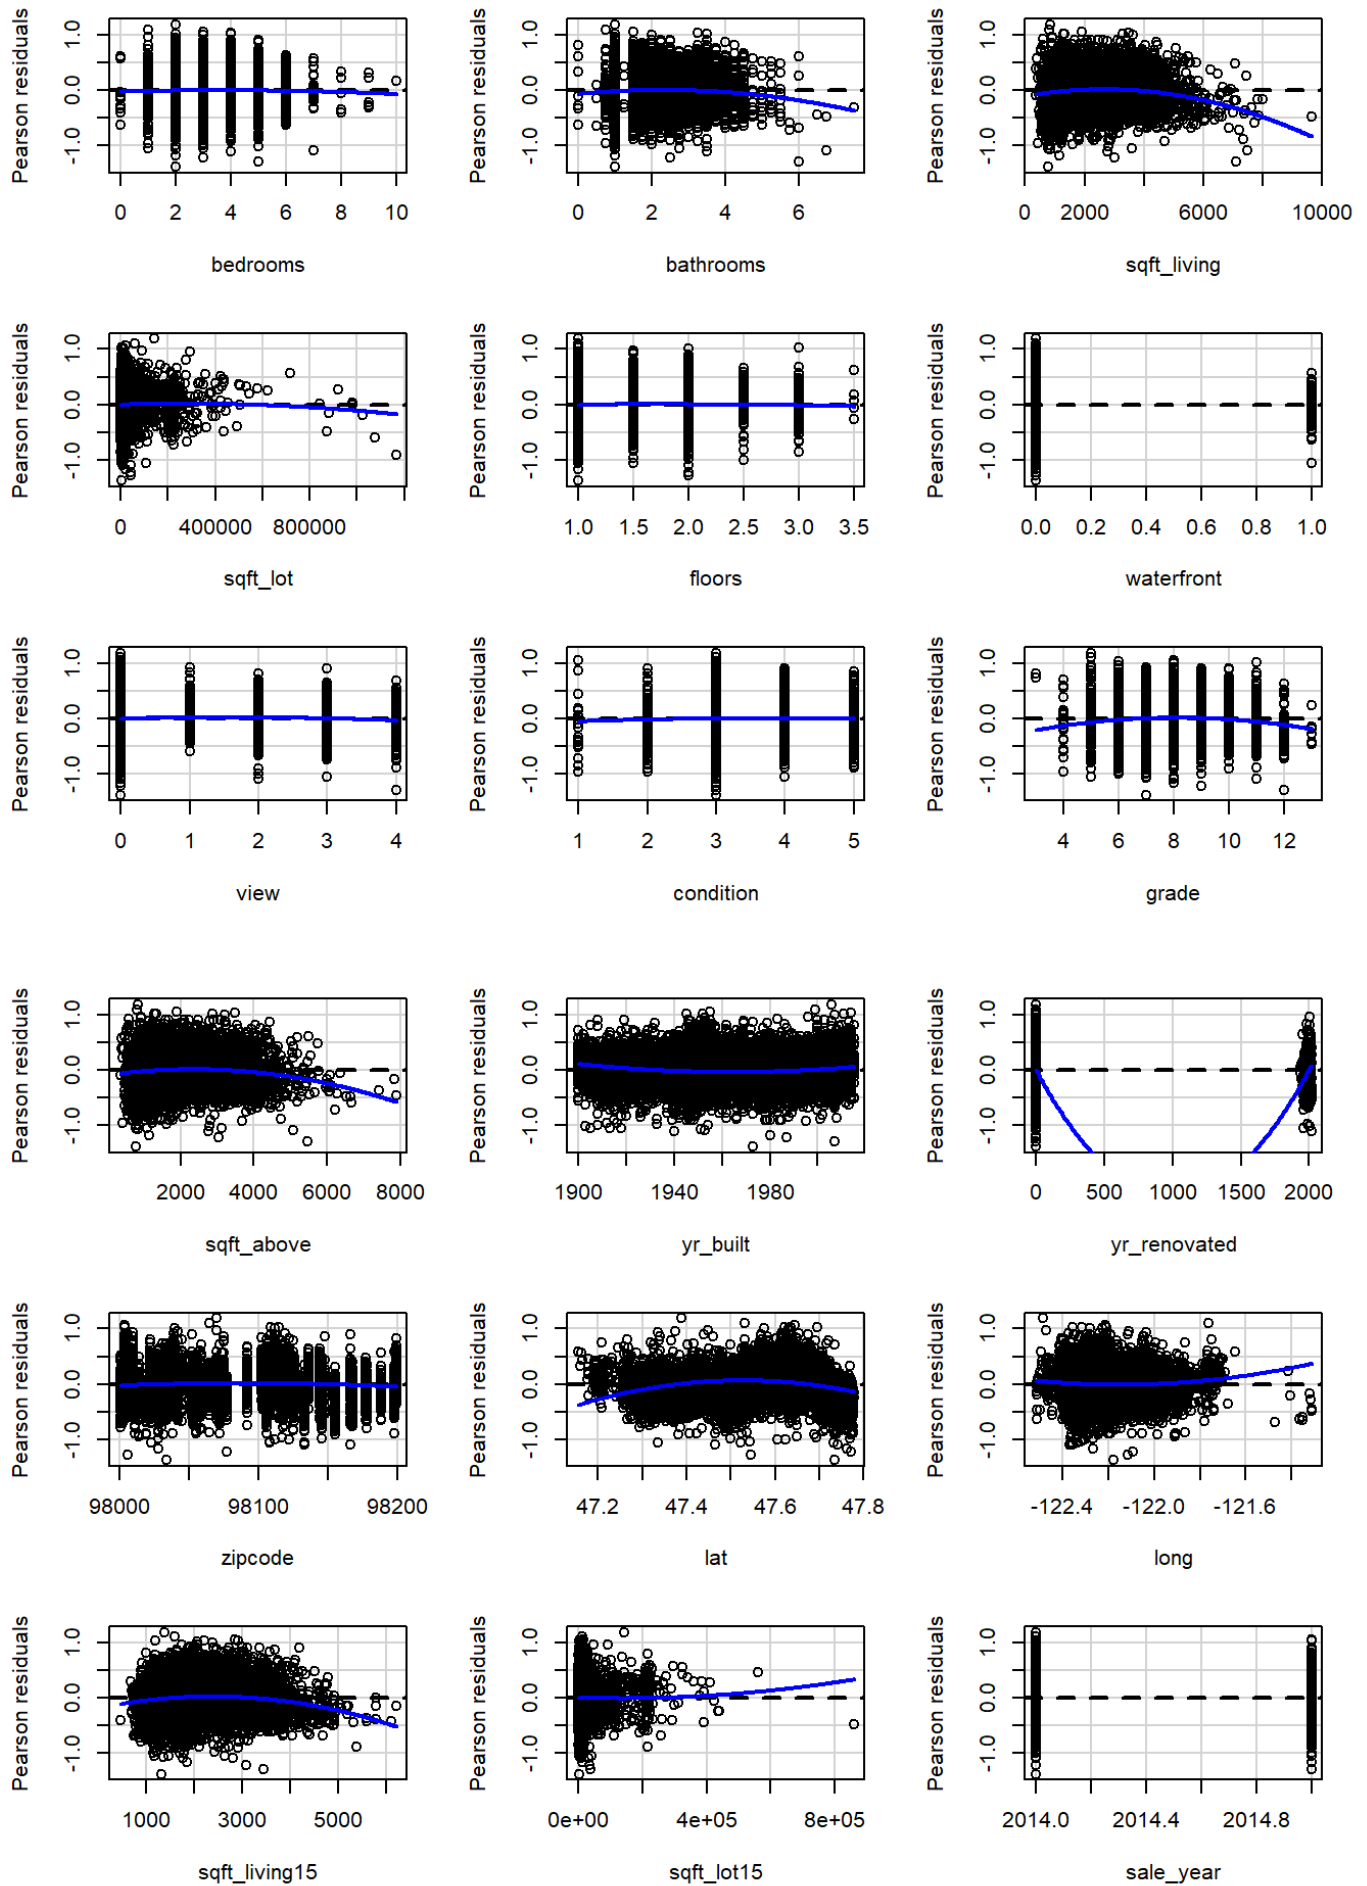 Pearson residuals
1.0
0.0
-1.0
0 2 4 6 8 10
bedrooms
Pearson residuals
1.0
0.0
-1.0
0 2 4 6
bathrooms
Pearson residuals
1.0
0.0
-1.0
0 2000 6000 10000
sqft_living
Pearson residuals
1.0
0.0
-1.0
0 400000 800000
sqft_lot
Pearson residuals
1.0
0.0
-1.0
1.0 1.5 2.0 2.5 3.0 3.5
floors
Pearson residuals
1.0
0.0
-1.0
0.0 0.2 0.4 0.6 0.8 1.0
waterfront
Pearson residuals
1.0
0.0
-1.0
0 1 2 3 4
view
Pearson residuals
1.0
0.0
-1.0
1 2 3 4 5
condition
Pearson residuals
1.0
0.0
-1.0
4 6 8 10 12
grade
Pearson residuals
1.0
0.0
-1.0
2000 4000 6000 8000
sqft_above
Pearson residuals
1.0
0.0
-1.0
1900 1940 1980
yr_built
Pearson residuals
1.0
0.0
-1.0
0 500 1000 1500 2000
yr_renovated
Pearson residuals
1.0
0.0
-1.0
98000 98100 98200
zipcode
Pearson residuals
1.0
0.0
-1.0
47.2 47.4 47.6 47.8
lat
Pearson residuals
1.0
0.0
-1.0
-122.4 -122.0 -121.6
long
Pearson residuals
1.0
0.0
-1.0
1000 3000 5000
sqft_living15
Pearson residuals
1.0
0.0
-1.0
0e+00 4e+05 8e+05
sqft_lot15
Pearson residuals
1.0
0.0
-1.0
2014.0 2014.4 2014.8
sale_year